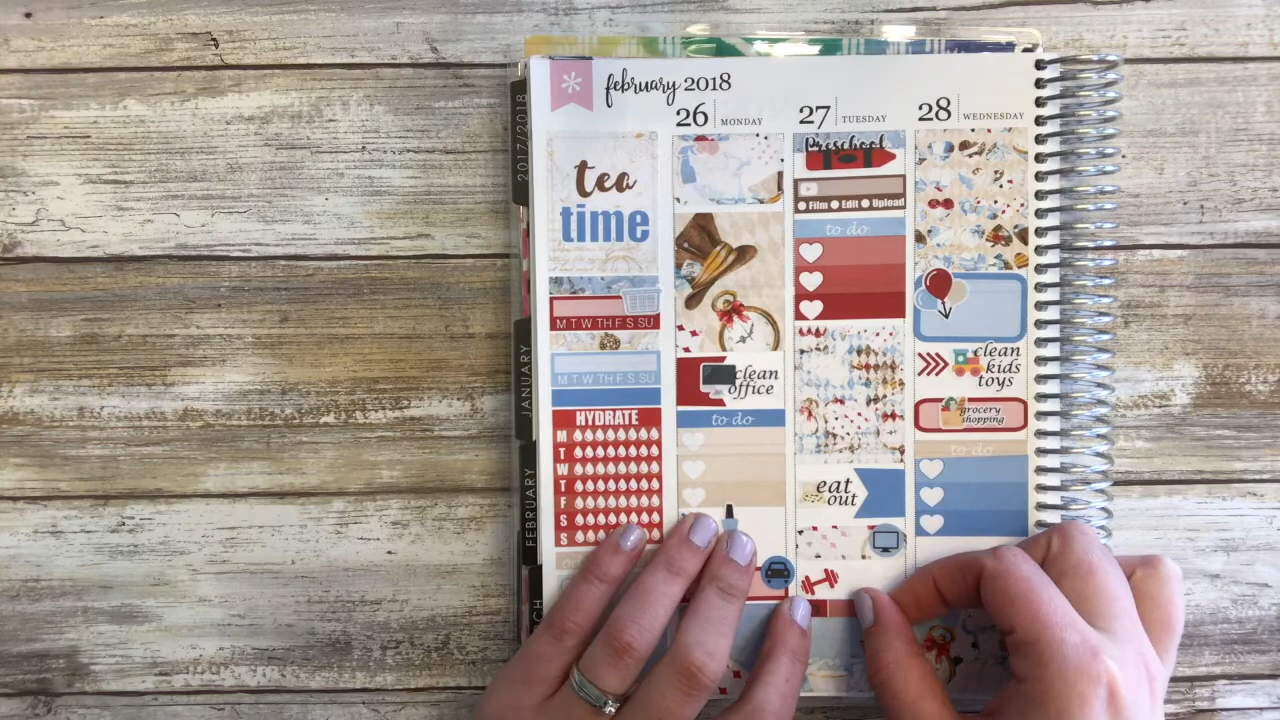 february 2018
26 MONDAY
27 TUESDAY
28 WEDNESDAY
2017/2018
JANUARY
FEBRUARY
tea
time
M T W TH F S SU
M T W TH F S SU
HYDRATE
M
T
W
T
F
S
S
clean
office
to do
Preschool
Film Edit Upload
to do
eat
out
clean
kids
toys
grocery
shopping
to do